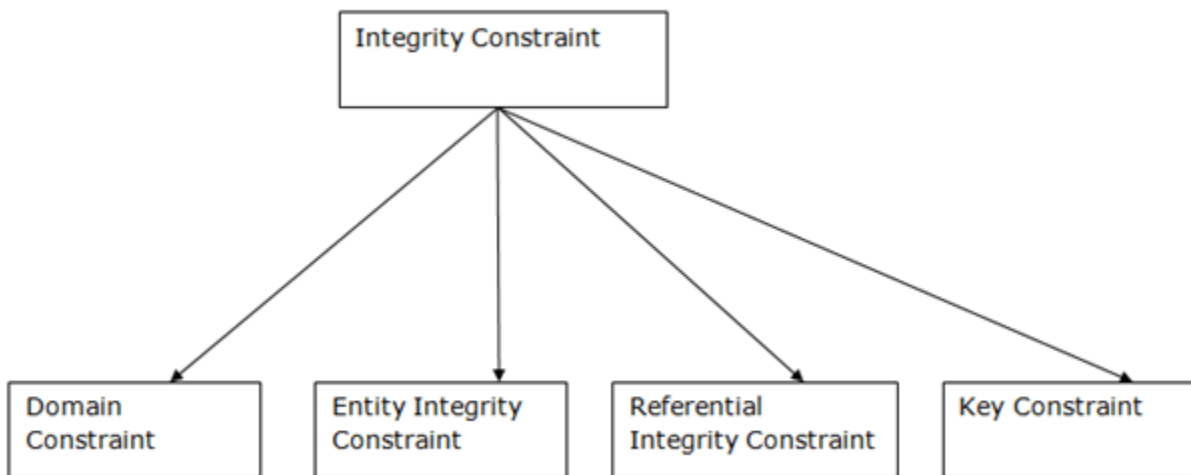 Integrity Constraint
Domain
Constraint
Entity Integrity
Constraint
Referential
Integrity Constraint
Key Constraint